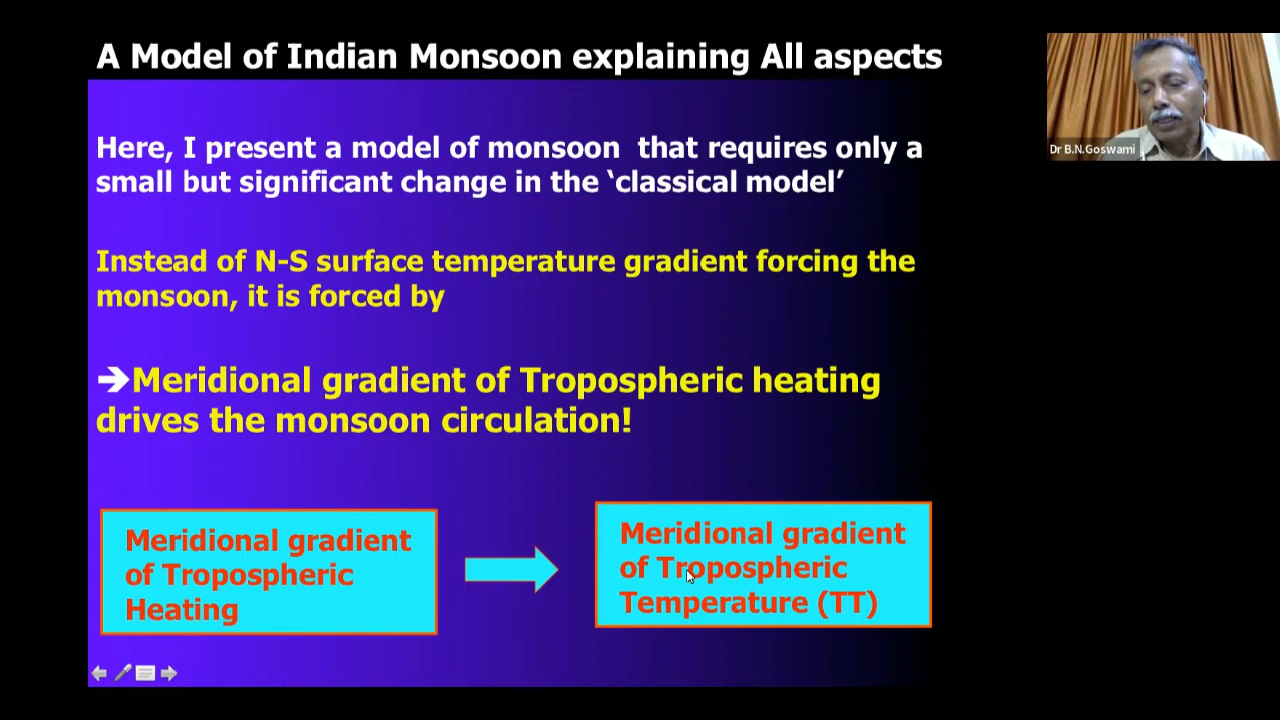 A Model of Indian Monsoon explaining All aspects
Here, I present a model of monsoon that requires only a
small but significant change in the ‘classical model’
Instead of N-S surface temperature gradient forcing the
monsoon, it is forced by
➔Meridional gradient of Tropospheric heating
drives the monsoon circulation!
Meridional gradient
of Tropospheric
Heating
Meridional gradient
of Tropospheric
Temperature (TT)
Dr B.N.Goswami